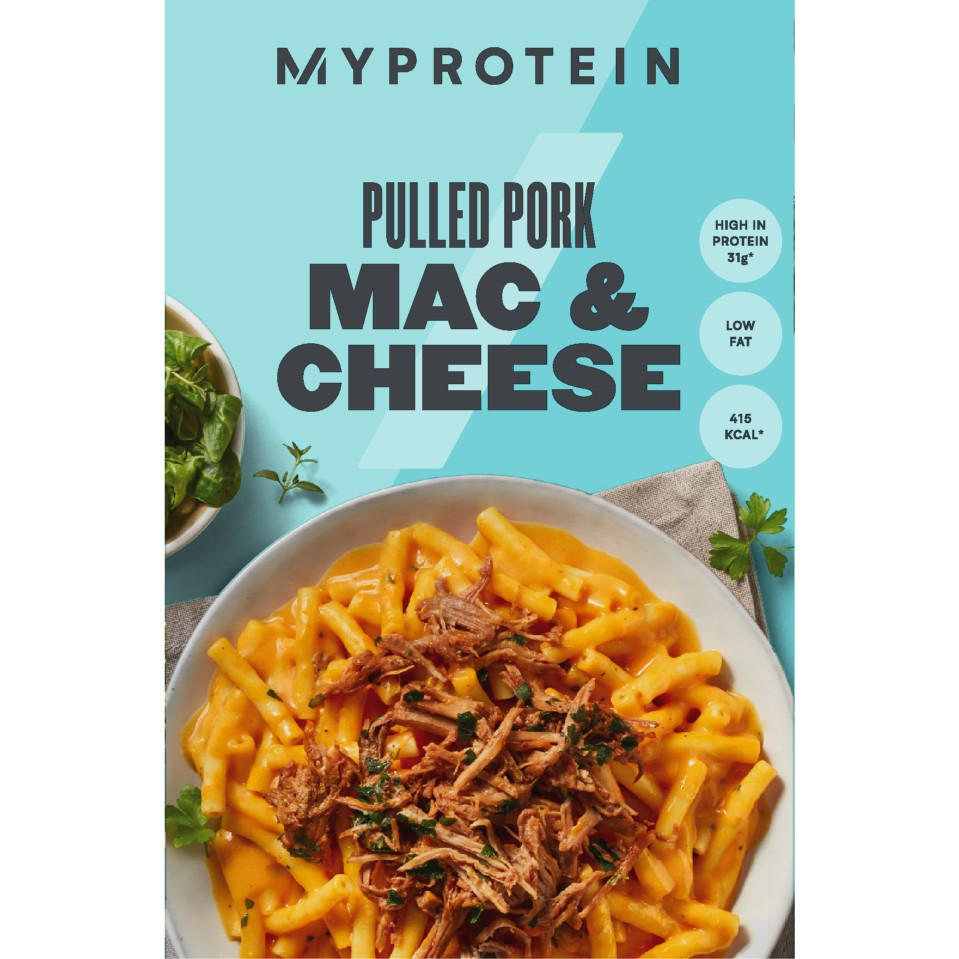 MYPROTEIN
PULLED PORK
MAC &
CHEESE
HIGH IN
PROTEIN
31g*
LOW
FAT
415
KCAL*